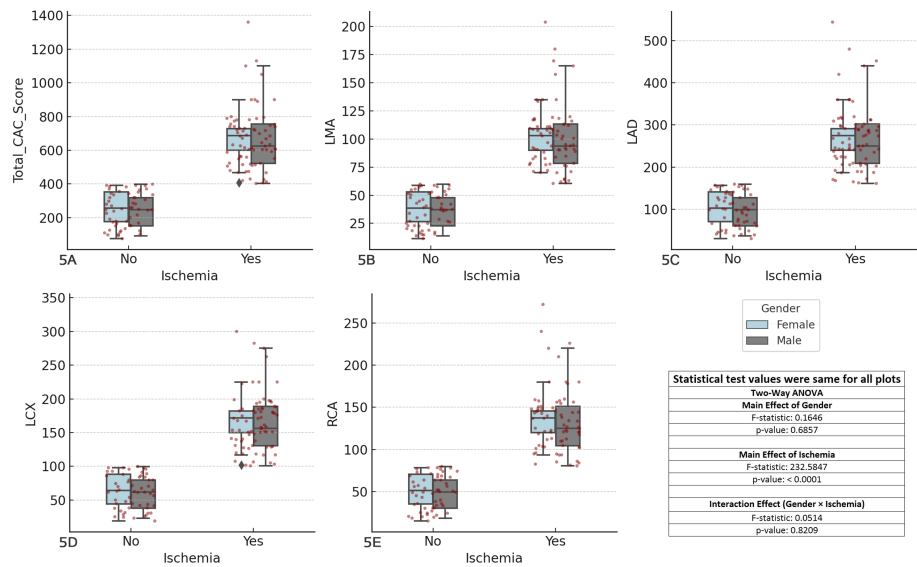 1400
1200
1000
800
600
400
200
Total_CAC_Score
No
Yes
Ischemia
5A
200
175
150
125
100
75
50
25
LMA
No
Yes
Ischemia
5B
500
400
300
200
100
LAD
No
Yes
Ischemia
5C
350
300
250
200
150
100
50
LCX
No
Yes
Ischemia
5D
250
200
150
100
50
RCA
No
Yes
Ischemia
5E
Gender
Female
Male
Statistical test values were same for all plots
Two-Way ANOVA
Main Effect of Gender
F-statistic: 0.1646
p-value: 0.6857
Main Effect of Ischemia
F-statistic: 232.5847
p-value: < 0.0001
Interaction Effect (Gender × Ischemia)
F-statistic: 0.0514
p-value: 0.8209